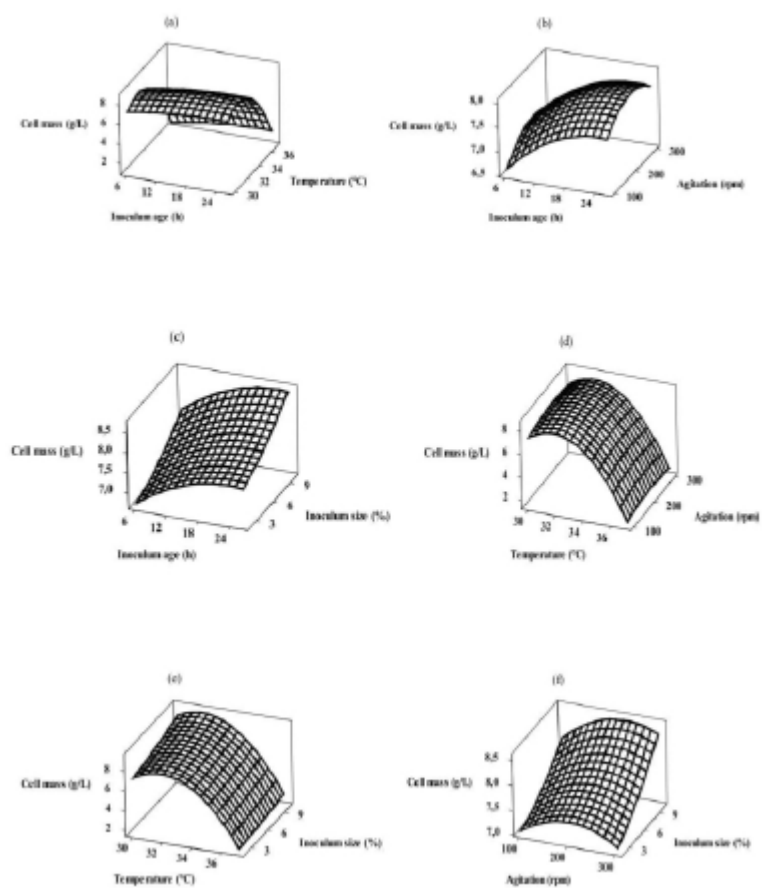 (a)
8
6
4
2
Cell mass (g/L)
6
12
18
24
Inoculum age (h)
30
32
34
36
Temperature (°C)
(b)
8,0
7,5
7,0
6,5
Cell mass (g/L)
6
12
18
24
Inoculum age (h)
100
200
300
Agitation (rpm)
(c)
8,5
8,0
7,5
7,0
Cell mass (g/L)
6
12
18
24
Inoculum age (h)
3
6
9
Inoculum size (%)
(d)
8
6
4
2
Cell mass (g/L)
30
32
34
36
Temperature (°C)
100
200
300
Agitation (rpm)
(e)
8
6
4
2
Cell mass (g/L)
30
32
34
36
Temperature (°C)
3
6
9
Inoculum size (%)
(f)
8,5
8,0
7,5
7,0
Cell mass (g/L)
100
200
300
Agitation (rpm)
3
6
9
Inoculum size (%)